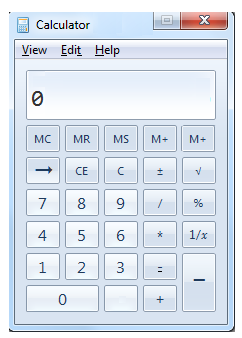 Calculator
View Edit Help
0
MC MR MS M+ M+
→ CE C ± √
7 8 9 / %
4 5 6 * 1/x
1 2 3 - −
0 +